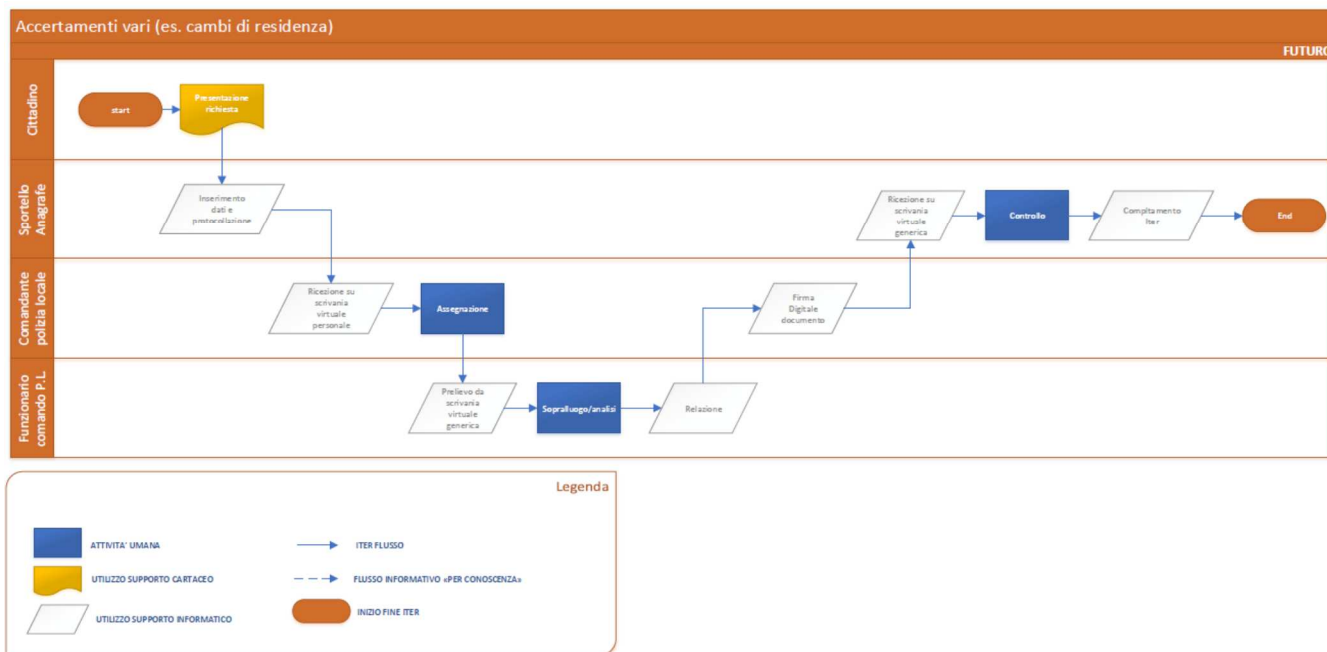 Accertamenti vari (es. cambi di residenza)
FUTURO
Cittadino
start
Presentazione
richiesta
Sportello
Anagrafe
Inserimento
dati e
protocollazione
Ricezione su
scrivania
virtuale
generica
Controllo
Compltamento
Iter
End
Comandante
polizia locale
Ricezione su
scrivania
virtuale
personale
Assegnazione
Firma
Digitale
documento
Funzionario
comando P.L.
Prelievo da
scrivania
virtuale
generica
Sopralluogo/analisi
Relazione
Legenda
ATTIVITA' UMANA
ITER FLUSSO
UTILIZZO SUPPORTO CARTACEO
FLUSSO INFORMATIVO «PER CONOSCENZA»
UTILIZZO SUPPORTO INFORMATICO
INIZIO FINE ITER